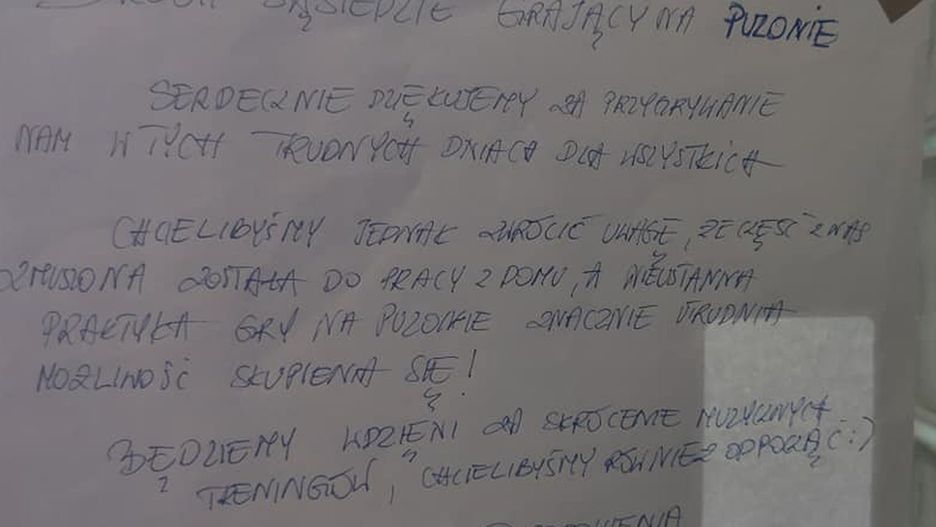 DROGI SĄSIEDZIE GRAJĄCY NA PUZONIE
SERDECZNIE DZIĘKUJEMY ZA PRZYGRYWANIE
NAM W TYCH TRUDNYCH DNIACH DLA WSZYSTKICH
CHCIELIBYŚMY JEDNAK ZWRÓCIĆ UWAGĘ, ŻE CZĘŚĆ Z NAS
ZMUSZONA ZOSTAŁA DO PRACY Z DOMU, A NIEUSTANNA
PRAKTYKA GRY NA PUZONIE ZNACZNIE UTRUDNIA
MOŻLIWOŚĆ SKUPIENIA SIĘ!
BĘDZIEMY WDZIĘCZNI ZA SKRÓCENIE MUZYCZNYCH
TRENINGÓW, CHCIELIBYŚMY RÓWNIEŻ ODPOCZĄĆ :)